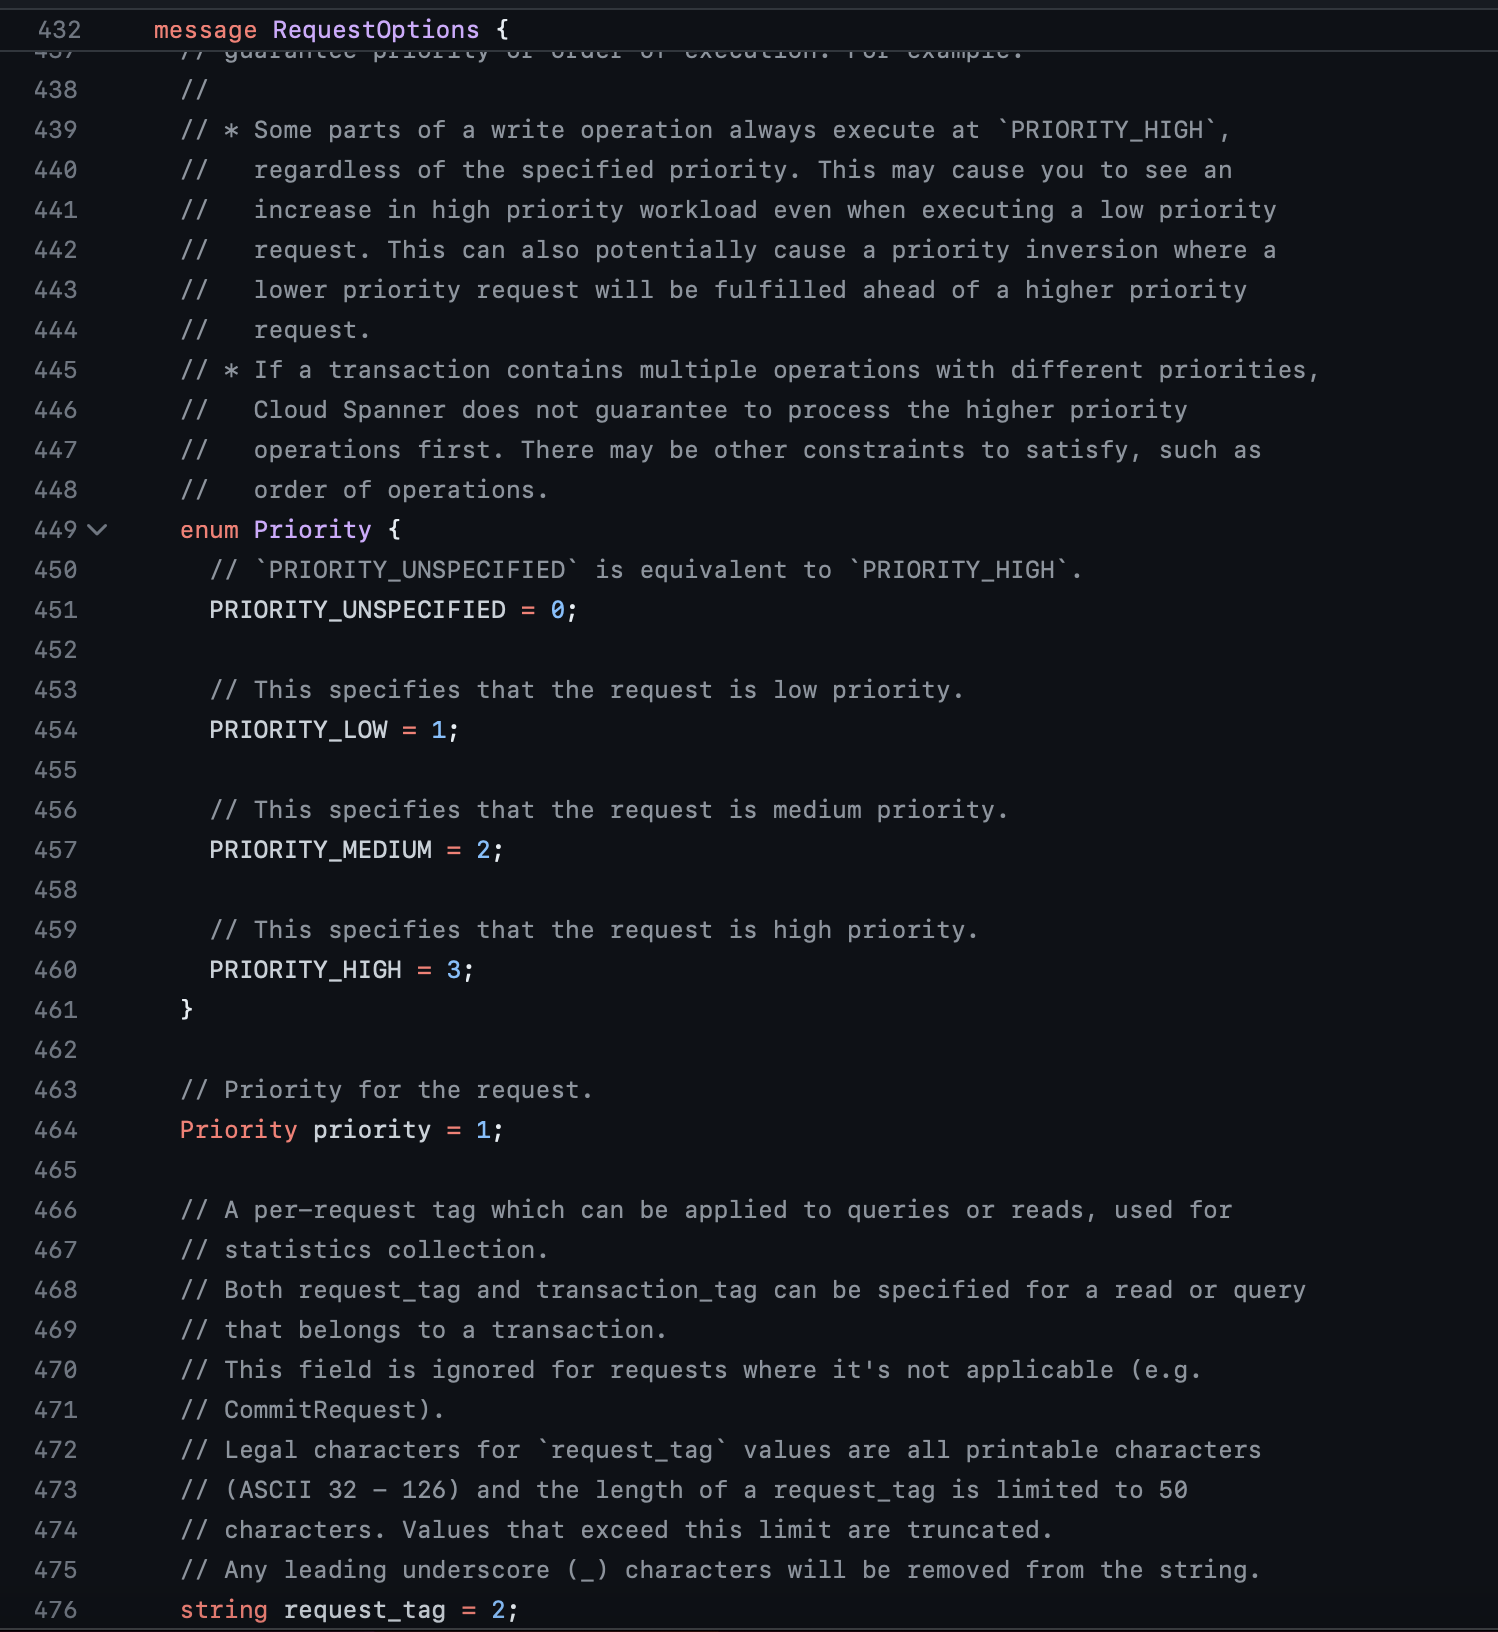 432 message RequestOptions {
437 // guarantee priority or order of execution. For example:
438 //
439 // * Some parts of a write operation always execute at `PRIORITY_HIGH`,
440 //   regardless of the specified priority. This may cause you to see an
441 //   increase in high priority workload even when executing a low priority
442 //   request. This can also potentially cause a priority inversion where a
443 //   lower priority request will be fulfilled ahead of a higher priority
444 //   request.
445 // * If a transaction contains multiple operations with different priorities,
446 //   Cloud Spanner does not guarantee to process the higher priority
447 //   operations first. There may be other constraints to satisfy, such as
448 //   order of operations.
449 enum Priority {
450 // `PRIORITY_UNSPECIFIED` is equivalent to `PRIORITY_HIGH`.
451 PRIORITY_UNSPECIFIED = 0;
452
453 // This specifies that the request is low priority.
454 PRIORITY_LOW = 1;
455
456 // This specifies that the request is medium priority.
457 PRIORITY_MEDIUM = 2;
458
459 // This specifies that the request is high priority.
460 PRIORITY_HIGH = 3;
461 }
462
463 // Priority for the request.
464 Priority priority = 1;
465
466 // A per-request tag which can be applied to queries or reads, used for
467 // statistics collection.
468 // Both request_tag and transaction_tag can be specified for a read or query
469 // that belongs to a transaction.
470 // This field is ignored for requests where it's not applicable (e.g.
471 // CommitRequest).
472 // Legal characters for `request_tag` values are all printable characters
473 // (ASCII 32 - 126) and the length of a request_tag is limited to 50
474 // characters. Values that exceed this limit are truncated.
475 // Any leading underscore (_) characters will be removed from the string.
476 string request_tag = 2;